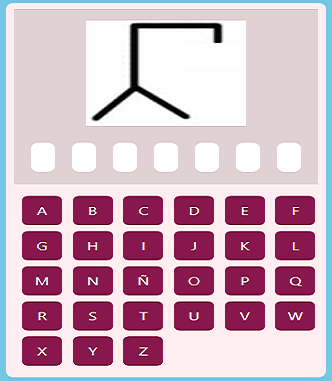 A B C D E F
G H I J K L
M N Ñ O P Q
R S T U V W
X Y Z